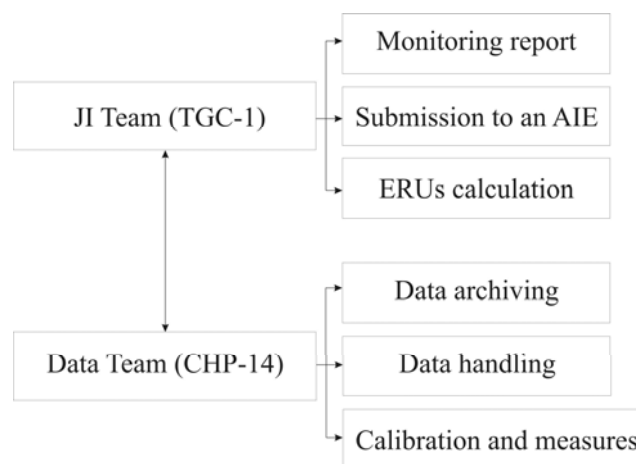 Monitoring report
JI Team (TGC-1)
Submission to an AIE
ERUs calculation
Data archiving
Data Team (CHP-14)
Data handling
Calibration and measures